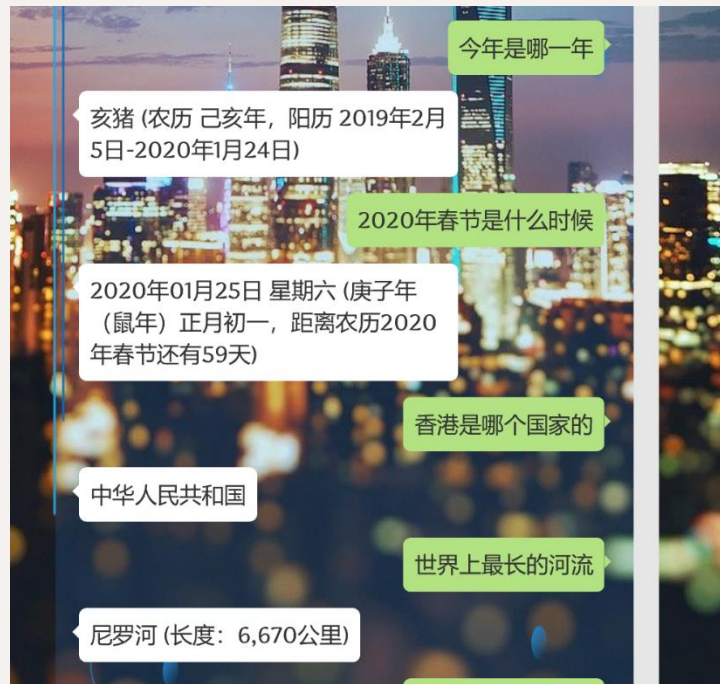 今年是哪一年
亥猪 (农历 己亥年，阳历 2019年2月
5日-2020年1月24日)
2020年春节是什么时候
2020年01月25日 星期六 (庚子年
（鼠年）正月初一，距离农历2020
年春节还有59天)
香港是哪个国家的
中华人民共和国
世界上最长的河流
尼罗河 (长度：6,670公里)